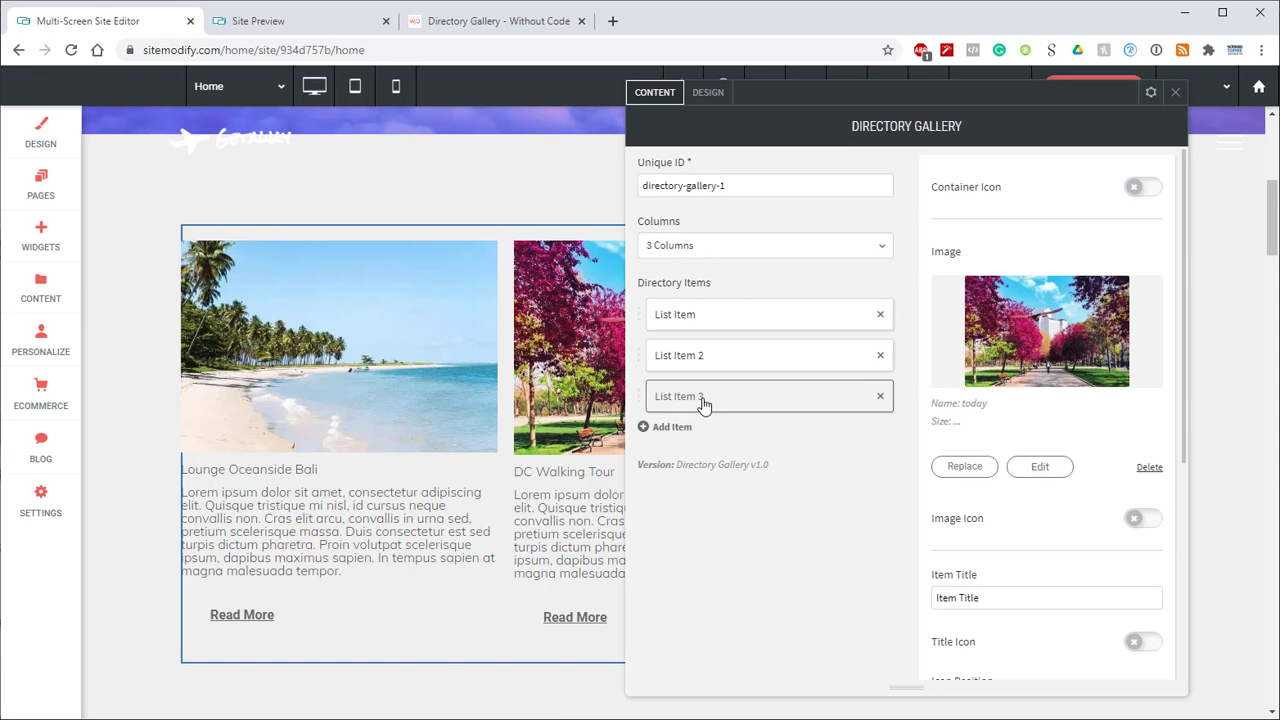 Multi-Screen Site Editor
Site Preview
Directory Gallery - Without Code
sitemodify.com/home/site/934d757b/home
1
Home
DESIGN
PAGES
WIDGETS
CONTENT
PERSONALIZE
ECOMMERCE
BLOG
SETTINGS
GETAWAY
Lounge Oceanside Bali
Lorem ipsum dolor sit amet, consectetur adipiscing
elit. Quisque tristique mi nisl, id cursus neque
convallis non. Cras elit arcu, convallis in urna sed,
pretium scelerisque massa. Duis consectetur est sed
turpis dictum pharetra. Proin volutpat scelerisque
ipsum, dapibus maximus sapien. In tempus sapien at
magna malesuada tempor.
Read More
DC Walking Tour
Lorem ipsum dolor
elit. Quisque tristiq
convallis non. Cras
pretium scelerisque
turpis dictum phare
ipsum, dapibus ma
magna malesuada
Read More
CONTENT
DESIGN
DIRECTORY GALLERY
Unique ID *
directory-gallery-1
Columns
3 Columns
Directory Items
List Item
List Item 2
List Item 3
Add Item
Version: Directory Gallery v1.0
Container Icon
Image
Name: today
Size: ...
Replace
Edit
Delete
Image Icon
Item Title
Item Title
Title Icon
Icon Position